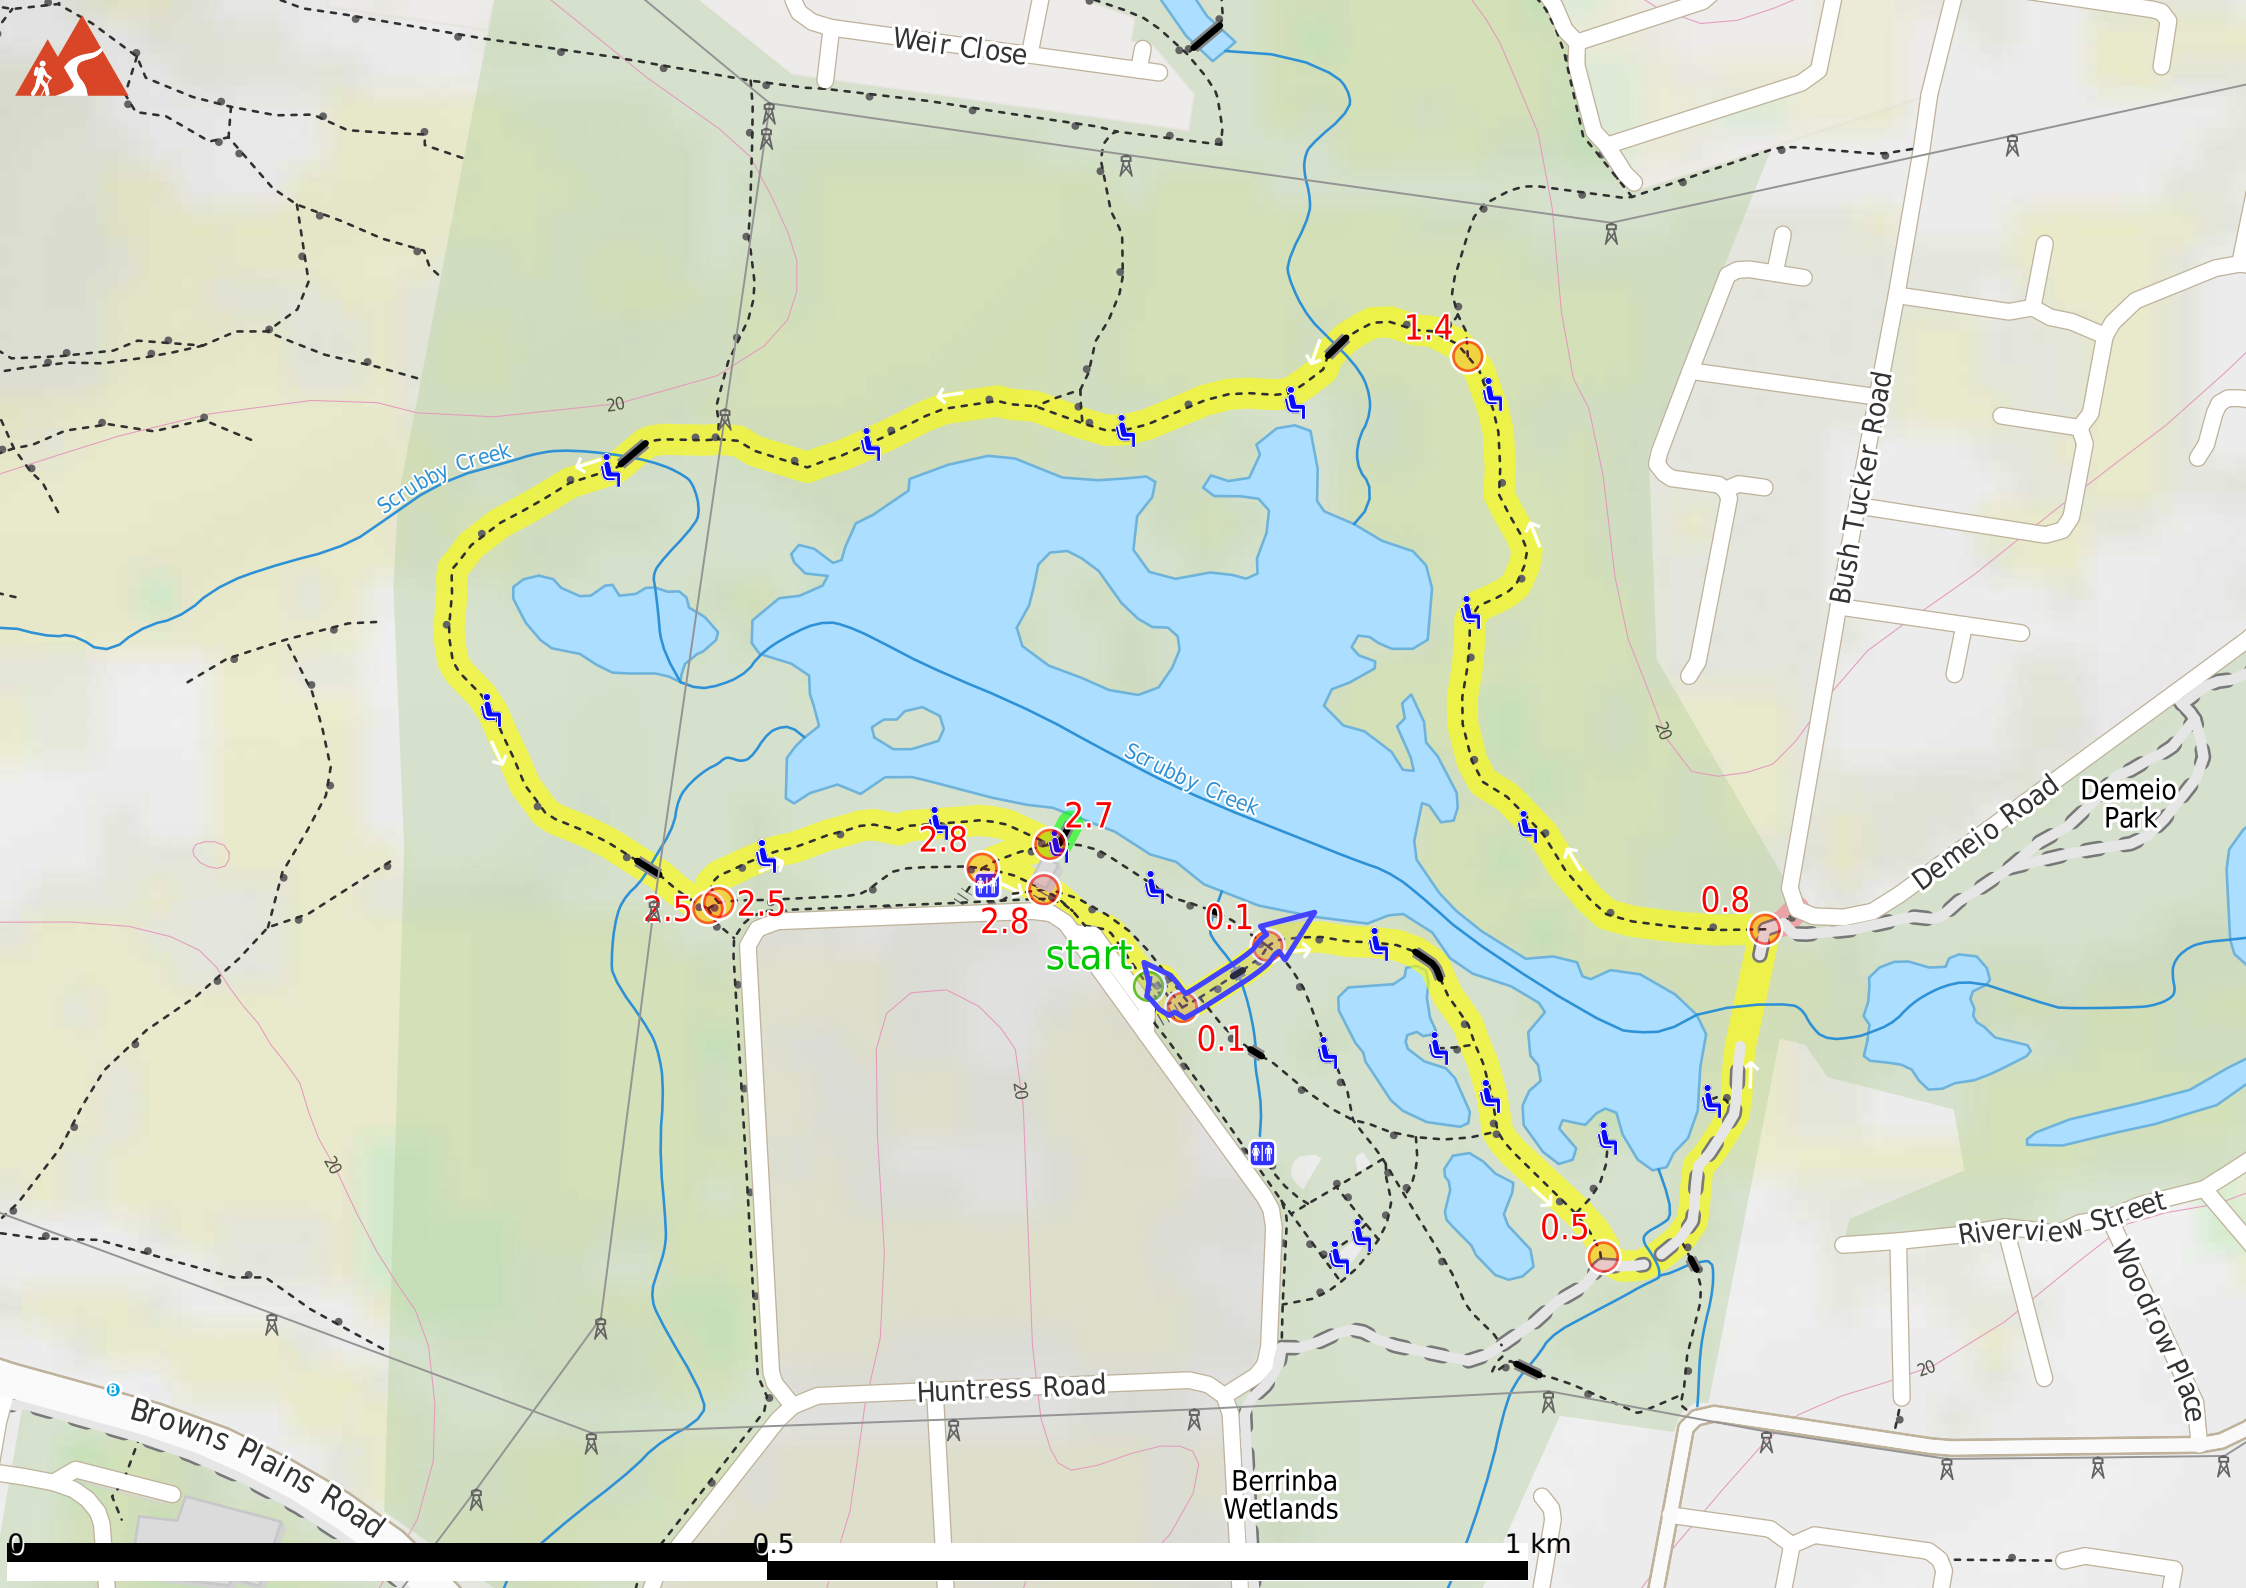 Weir Close
1.4
20
Bush Tucker Road
Scrubby Creek
20
Scrubby Creek
Demeio
Park
Demeio Road
2.7
2.8
2.5
2.5
2.8
0.8
0.1
start
0.1
20
20
0.5
Riverview Street
Woodrow Place
20
Huntress Road
B
Browns Plains Road
Berrinba
Wetlands
0
0.5
1 km